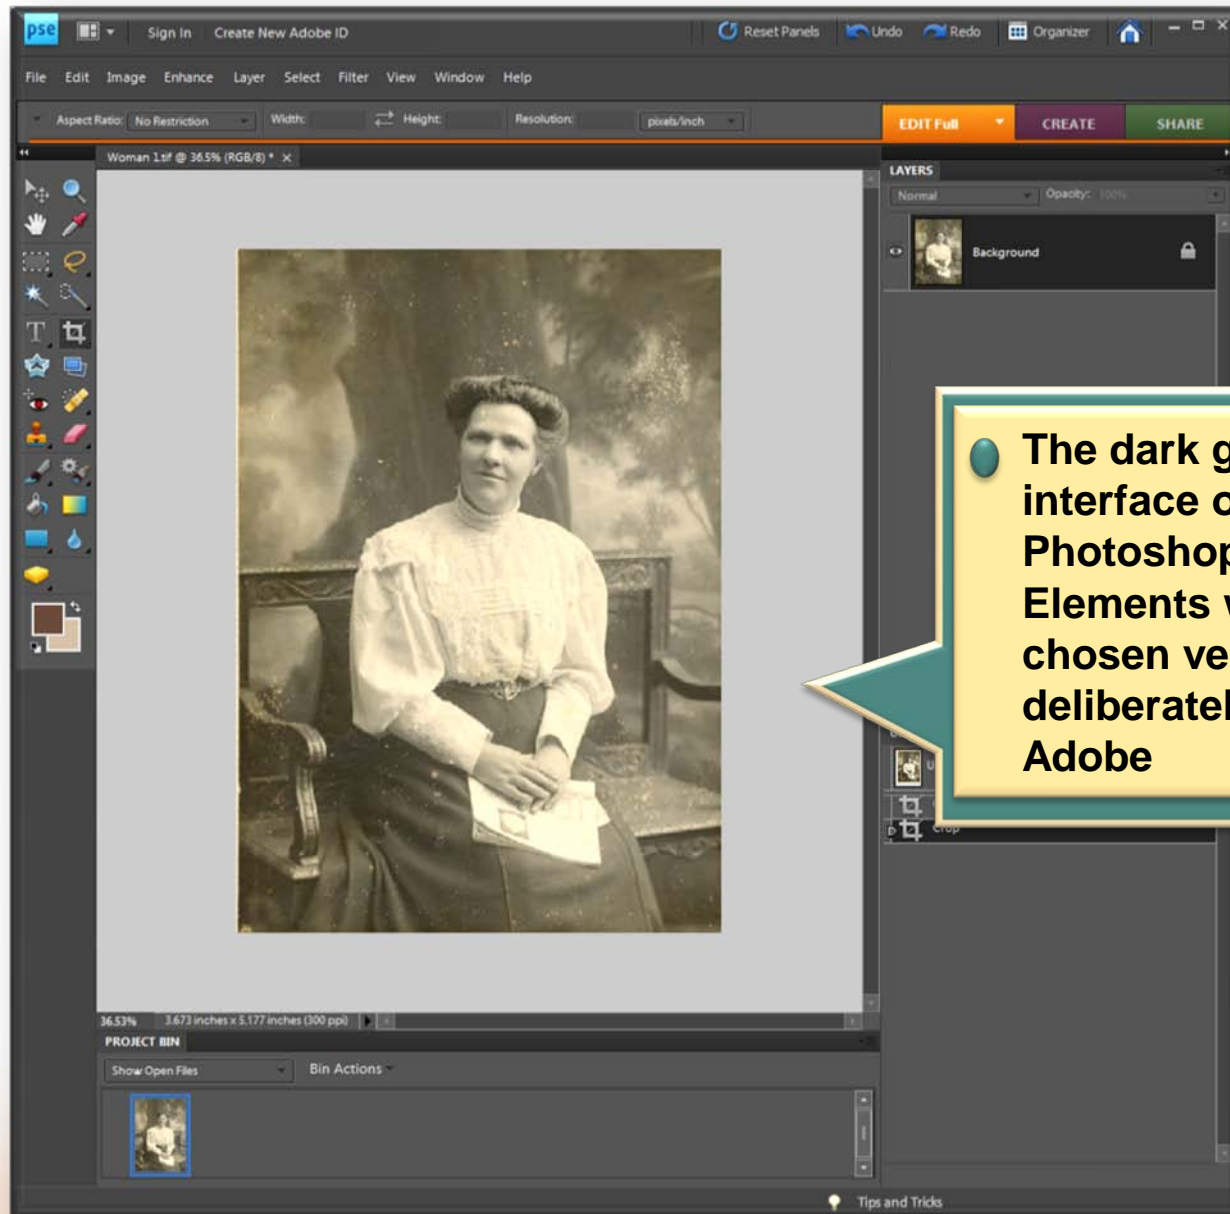 pse Sign In Create New Adobe ID Reset Panels Undo Redo Organizer
File Edit Image Enhance Layer Select Filter View Window Help
Aspect Ratio: No Restriction Width: Height: Resolution: pixels/inch EDIT Full CREATE SHARE
Woman 1.tif @ 36.5% (RGB/8) * ×
LAYERS
Normal Opacity: 100%
Background
T
The dark g
interface o
Photoshop
Elements
chosen ve
deliberatel
Adobe
Crop
36.53% 3.673 inches x 5.177 inches (300 ppi)
PROJECT BIN
Show Open Files Bin Actions
Tips and Tricks